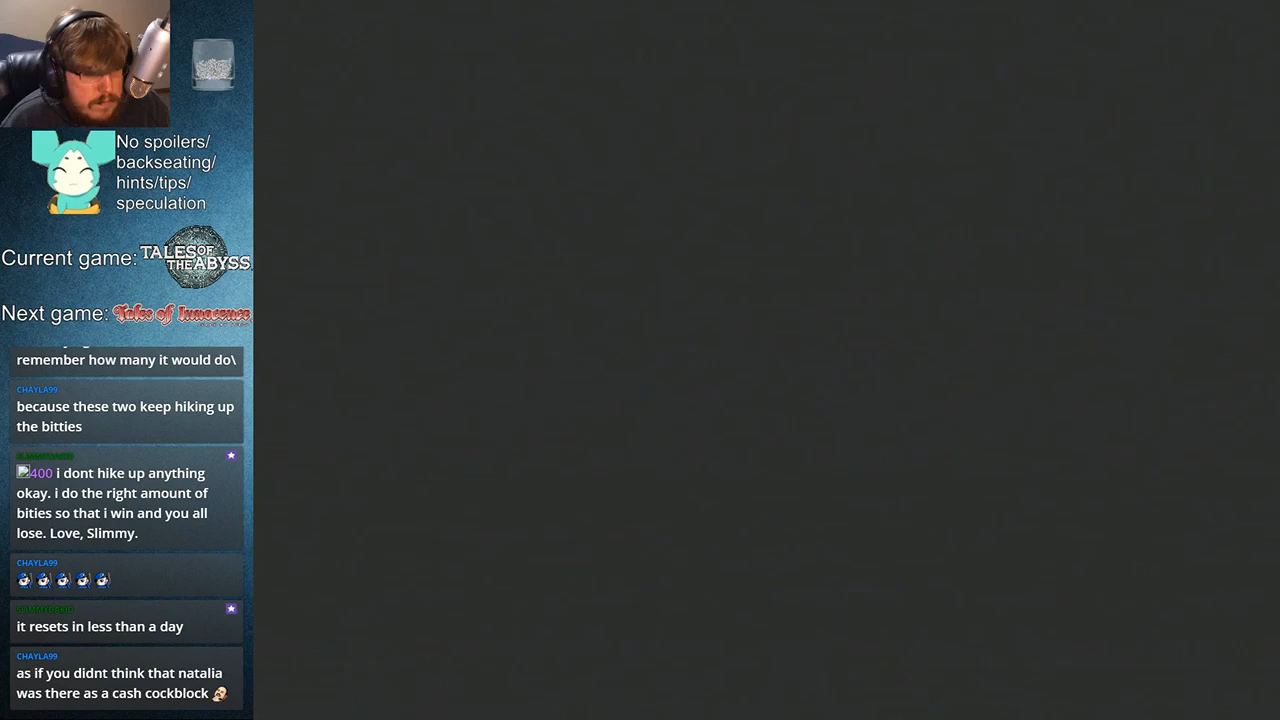 No spoilers/
backseating/
hints/tips/
speculation
Current game: TALES OF THE ABYSS
Next game: Tales of Innocence
remember how many it would do\
CHAYLA99
because these two keep hiking up
the bitties
400 i dont hike up anything
okay. i do the right amount of
bities so that i win and you all
lose. Love, Slimmy.
CHAYLA99
it resets in less than a day
CHAYLA99
as if you didnt think that natalia
was there as a cash cockblock